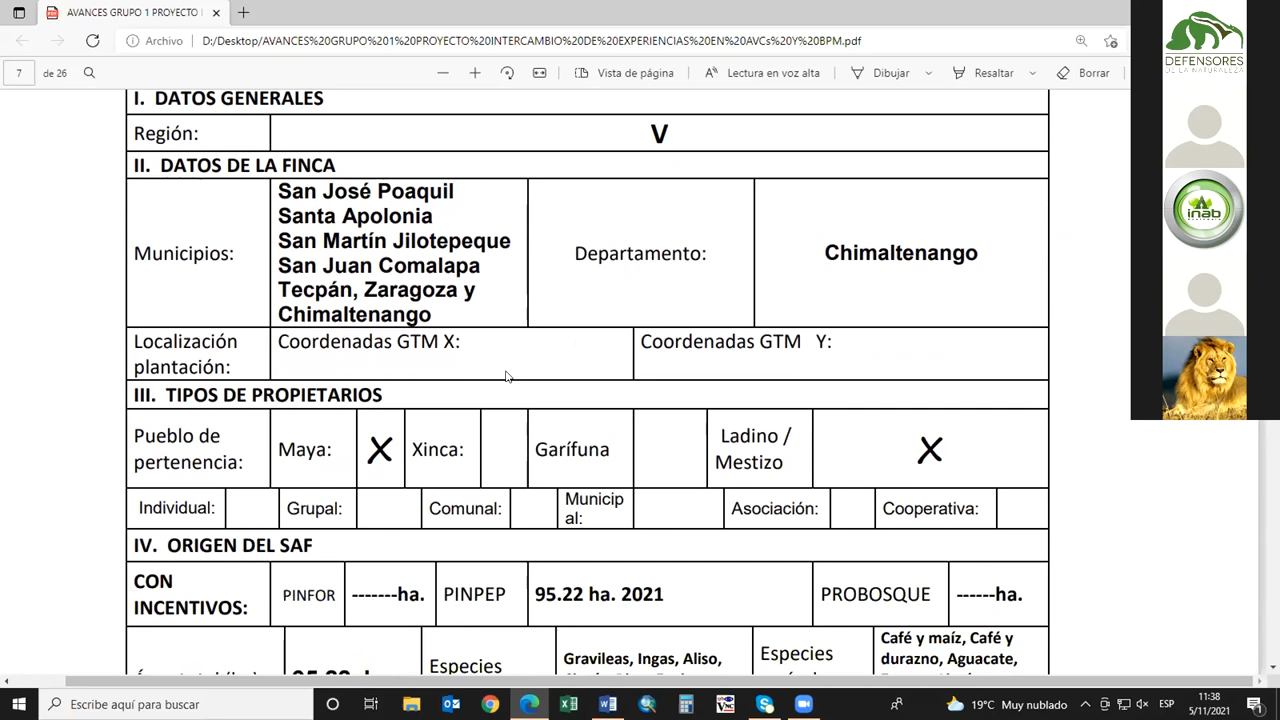 AVANCES GRUPO 1 PROYECTO
Archivo D:/Desktop/AVANCES%20GRUPO%201%20PROYECTO%20INTERCAMBIO%20DE%20EXPERIENCIAS%20EN%20AVCs%20Y%20BPM.pdf
7 de 26 Vista de página Lectura en voz alta Dibujar Resaltar Borrar
I. DATOS GENERALES
Región: V
II. DATOS DE LA FINCA
Municipios:
San José Poaquil
Santa Apolonia
San Martín Jilotepeque
San Juan Comalapa
Tecpán, Zaragoza y
Chimaltenango
Departamento: Chimaltenango
Localización
plantación:
Coordenadas GTM X: Coordenadas GTM Y:
III. TIPOS DE PROPIETARIOS
Pueblo de
pertenencia:
Maya: X Xinca: Garífuna
Ladino /
Mestizo
X
Individual: Grupal: Comunal:
Municip
al:
Asociación: Cooperativa:
IV. ORIGEN DEL SAF
CON
INCENTIVOS:
PINFOR -------ha. PINPEP 95.22 ha. 2021 PROBOSQUE ------ha.
Especies
Gravileas, Ingas, Aliso,
Especies
Café y maíz, Café y
durazno, Aguacate,
DEFENSORES
DE LA NATURALEZA
inab
Escribe aquí para buscar
19°C Muy nublado ESP
11:38
5/11/2021